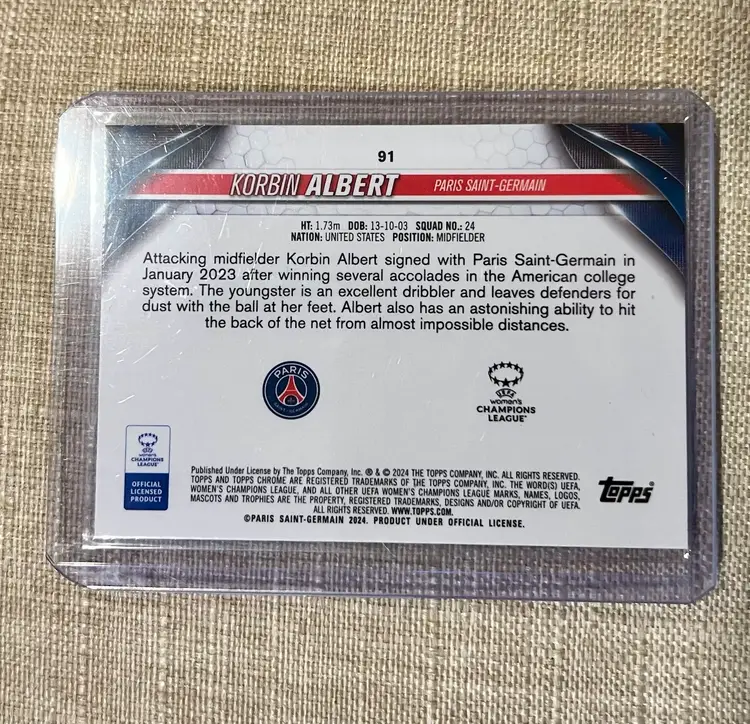 91
KORBIN ALBERT PARIS SAINT-GERMAIN
HT: 1.73m DOB: 13-10-03 SQUAD NO.: 24
NATION: UNITED STATES POSITION: MIDFIELDER
Attacking midfielder Korbin Albert signed with Paris Saint-Germain in
January 2023 after winning several accolades in the American college
system. The youngster is an excellent dribbler and leaves defenders for
dust with the ball at her feet. Albert also has an astonishing ability to hit
the back of the net from almost impossible distances.
PARIS
SAINT-GERMAIN
UEFA
women's
CHAMPIONS
LEAGUE
women's
CHAMPIONS
LEAGUE
OFFICIAL
LICENSED
PRODUCT
Published Under License by The Topps Company, Inc. ® & © 2024 THE TOPPS COMPANY, INC. ALL RIGHTS RESERVED.
TOPPS AND TOPPS CHROME ARE REGISTERED TRADEMARKS OF THE TOPPS COMPANY, INC. THE WORD(S) UEFA,
WOMEN'S CHAMPIONS LEAGUE, AND ALL OTHER UEFA WOMEN'S CHAMPIONS LEAGUE MARKS, NAMES, LOGOS,
MASCOTS AND TROPHIES ARE THE PROPERTY, REGISTERED TRADEMARKS, DESIGNS AND/OR COPYRIGHT OF UEFA.
ALL RIGHTS RESERVED. WWW.TOPPS.COM.
©PARIS SAINT-GERMAIN 2024. PRODUCT UNDER OFFICIAL LICENSE.
TOPPS